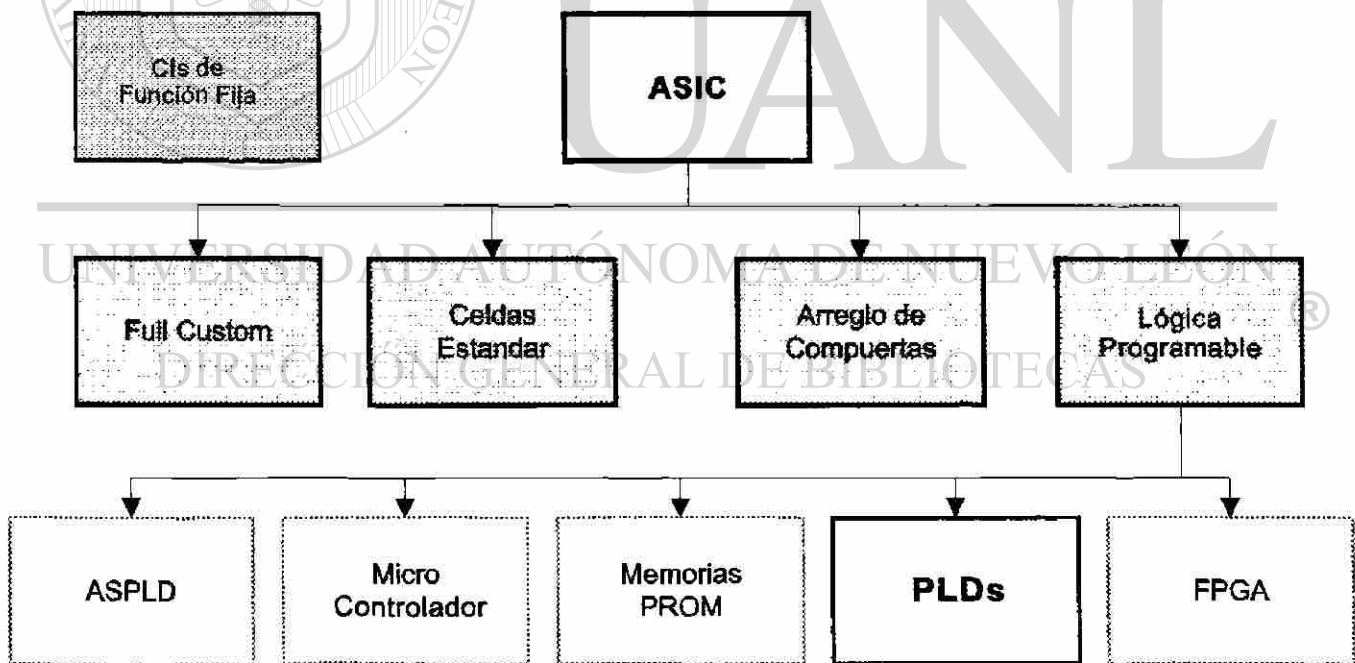 CIs de
Función Fija
ASIC
UANL
UNIVERSIDAD AUTÓNOMA DE NUEVO LEÓN
®
Full Custom
Celdas
Estandar
Arreglo de
Compuertas
Lógica
Programable
DIRECCIÓN GENERAL DE BIBLIOTECAS
ASPLD
Micro
Controlador
Memorias
PROM
PLDs
FPGA